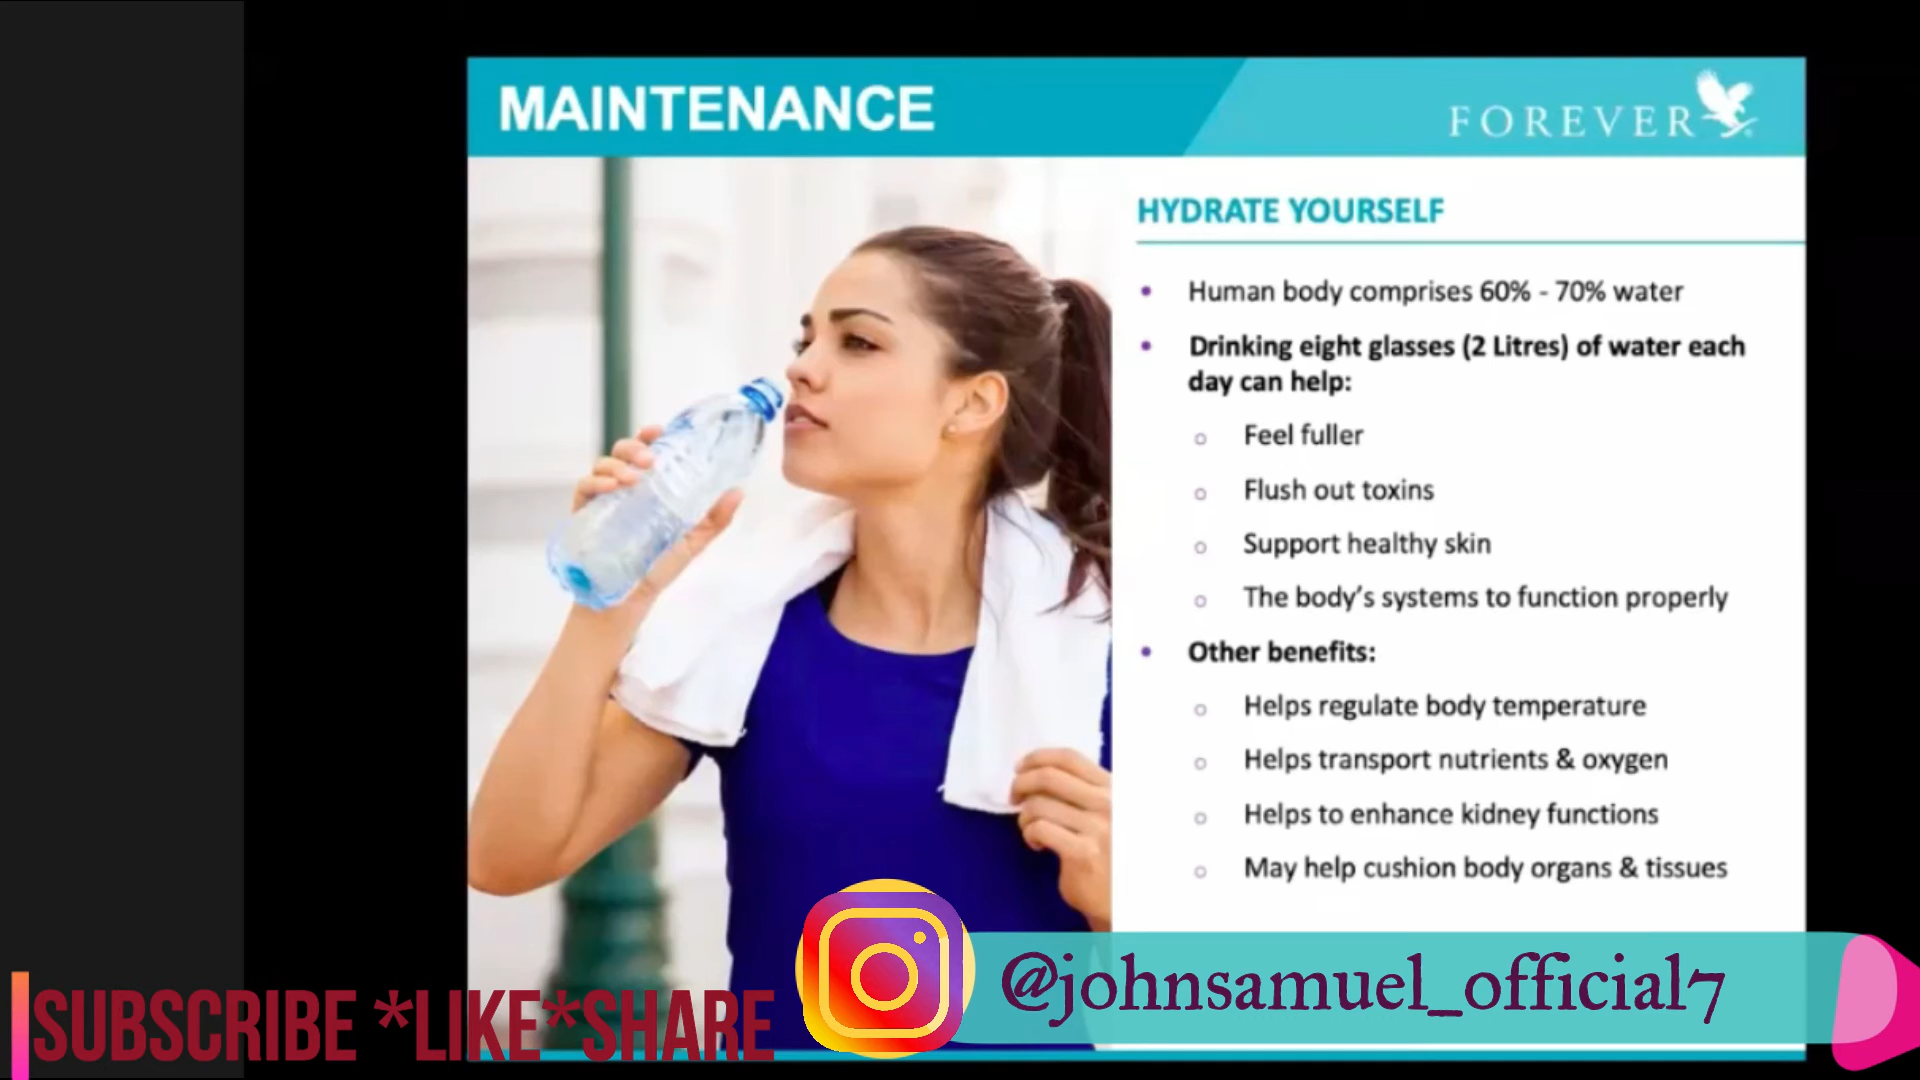 MAINTENANCE
FOREVER
HYDRATE YOURSELF
• Human body comprises 60% - 70% water
• Drinking eight glasses (2 Litres) of water each
day can help:
o Feel fuller
o Flush out toxins
o Support healthy skin
o The body's systems to function properly
• Other benefits:
o Helps regulate body temperature
o Helps transport nutrients & oxygen
o Helps to enhance kidney functions
o May help cushion body organs & tissues
@johnsamuel_official7
SUBSCRIBE *LIKE*SHARE